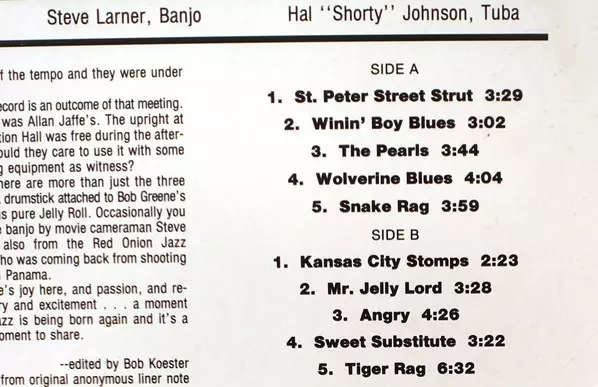 Steve Larner, Banjo
Hal "Shorty" Johnson, Tuba
f the tempo and they were under
ecord is an outcome of that meeting.
was Allan Jaffe's. The upright at
tion Hall was free during the after-
ould they care to use it with some
g equipment as witness?
here are more than just the three
drumstick attached to Bob Greene's
s pure Jelly Roll. Occasionally you
e banjo by movie cameraman Steve
also from the Red Onion Jazz
ho was coming back from shooting
Panama.
e's joy here, and passion, and re-
ry and excitement . . . a moment
azz is being born again and it's a
oment to share.
--edited by Bob Koester
from original anonymous liner note
SIDE A
1. St. Peter Street Strut 3:29
2. Winin' Boy Blues 3:02
3. The Pearls 3:44
4. Wolverine Blues 4:04
5. Snake Rag 3:59
SIDE B
1. Kansas City Stomps 2:23
2. Mr. Jelly Lord 3:28
3. Angry 4:26
4. Sweet Substitute 3:22
5. Tiger Rag 6:32